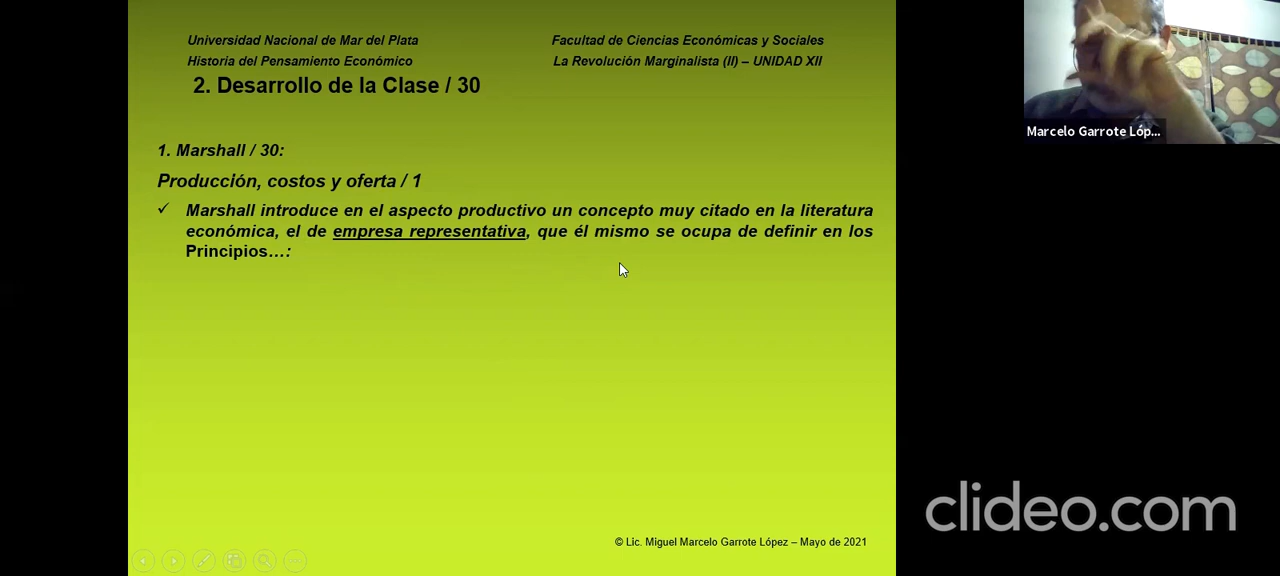 Universidad Nacional de Mar del Plata
Facultad de Ciencias Económicas y Sociales
Historia del Pensamiento Económico
La Revolución Marginalista (II) – UNIDAD XII
2. Desarrollo de la Clase / 30
1. Marshall / 30:
Producción, costos y oferta / 1
✓ Marshall introduce en el aspecto productivo un concepto muy citado en la literatura
económica, el de empresa representativa, que él mismo se ocupa de definir en los
Principios…:
© Lic. Miguel Marcelo Garrote López – Mayo de 2021
Marcelo Garrote Lóp...
clideo.com